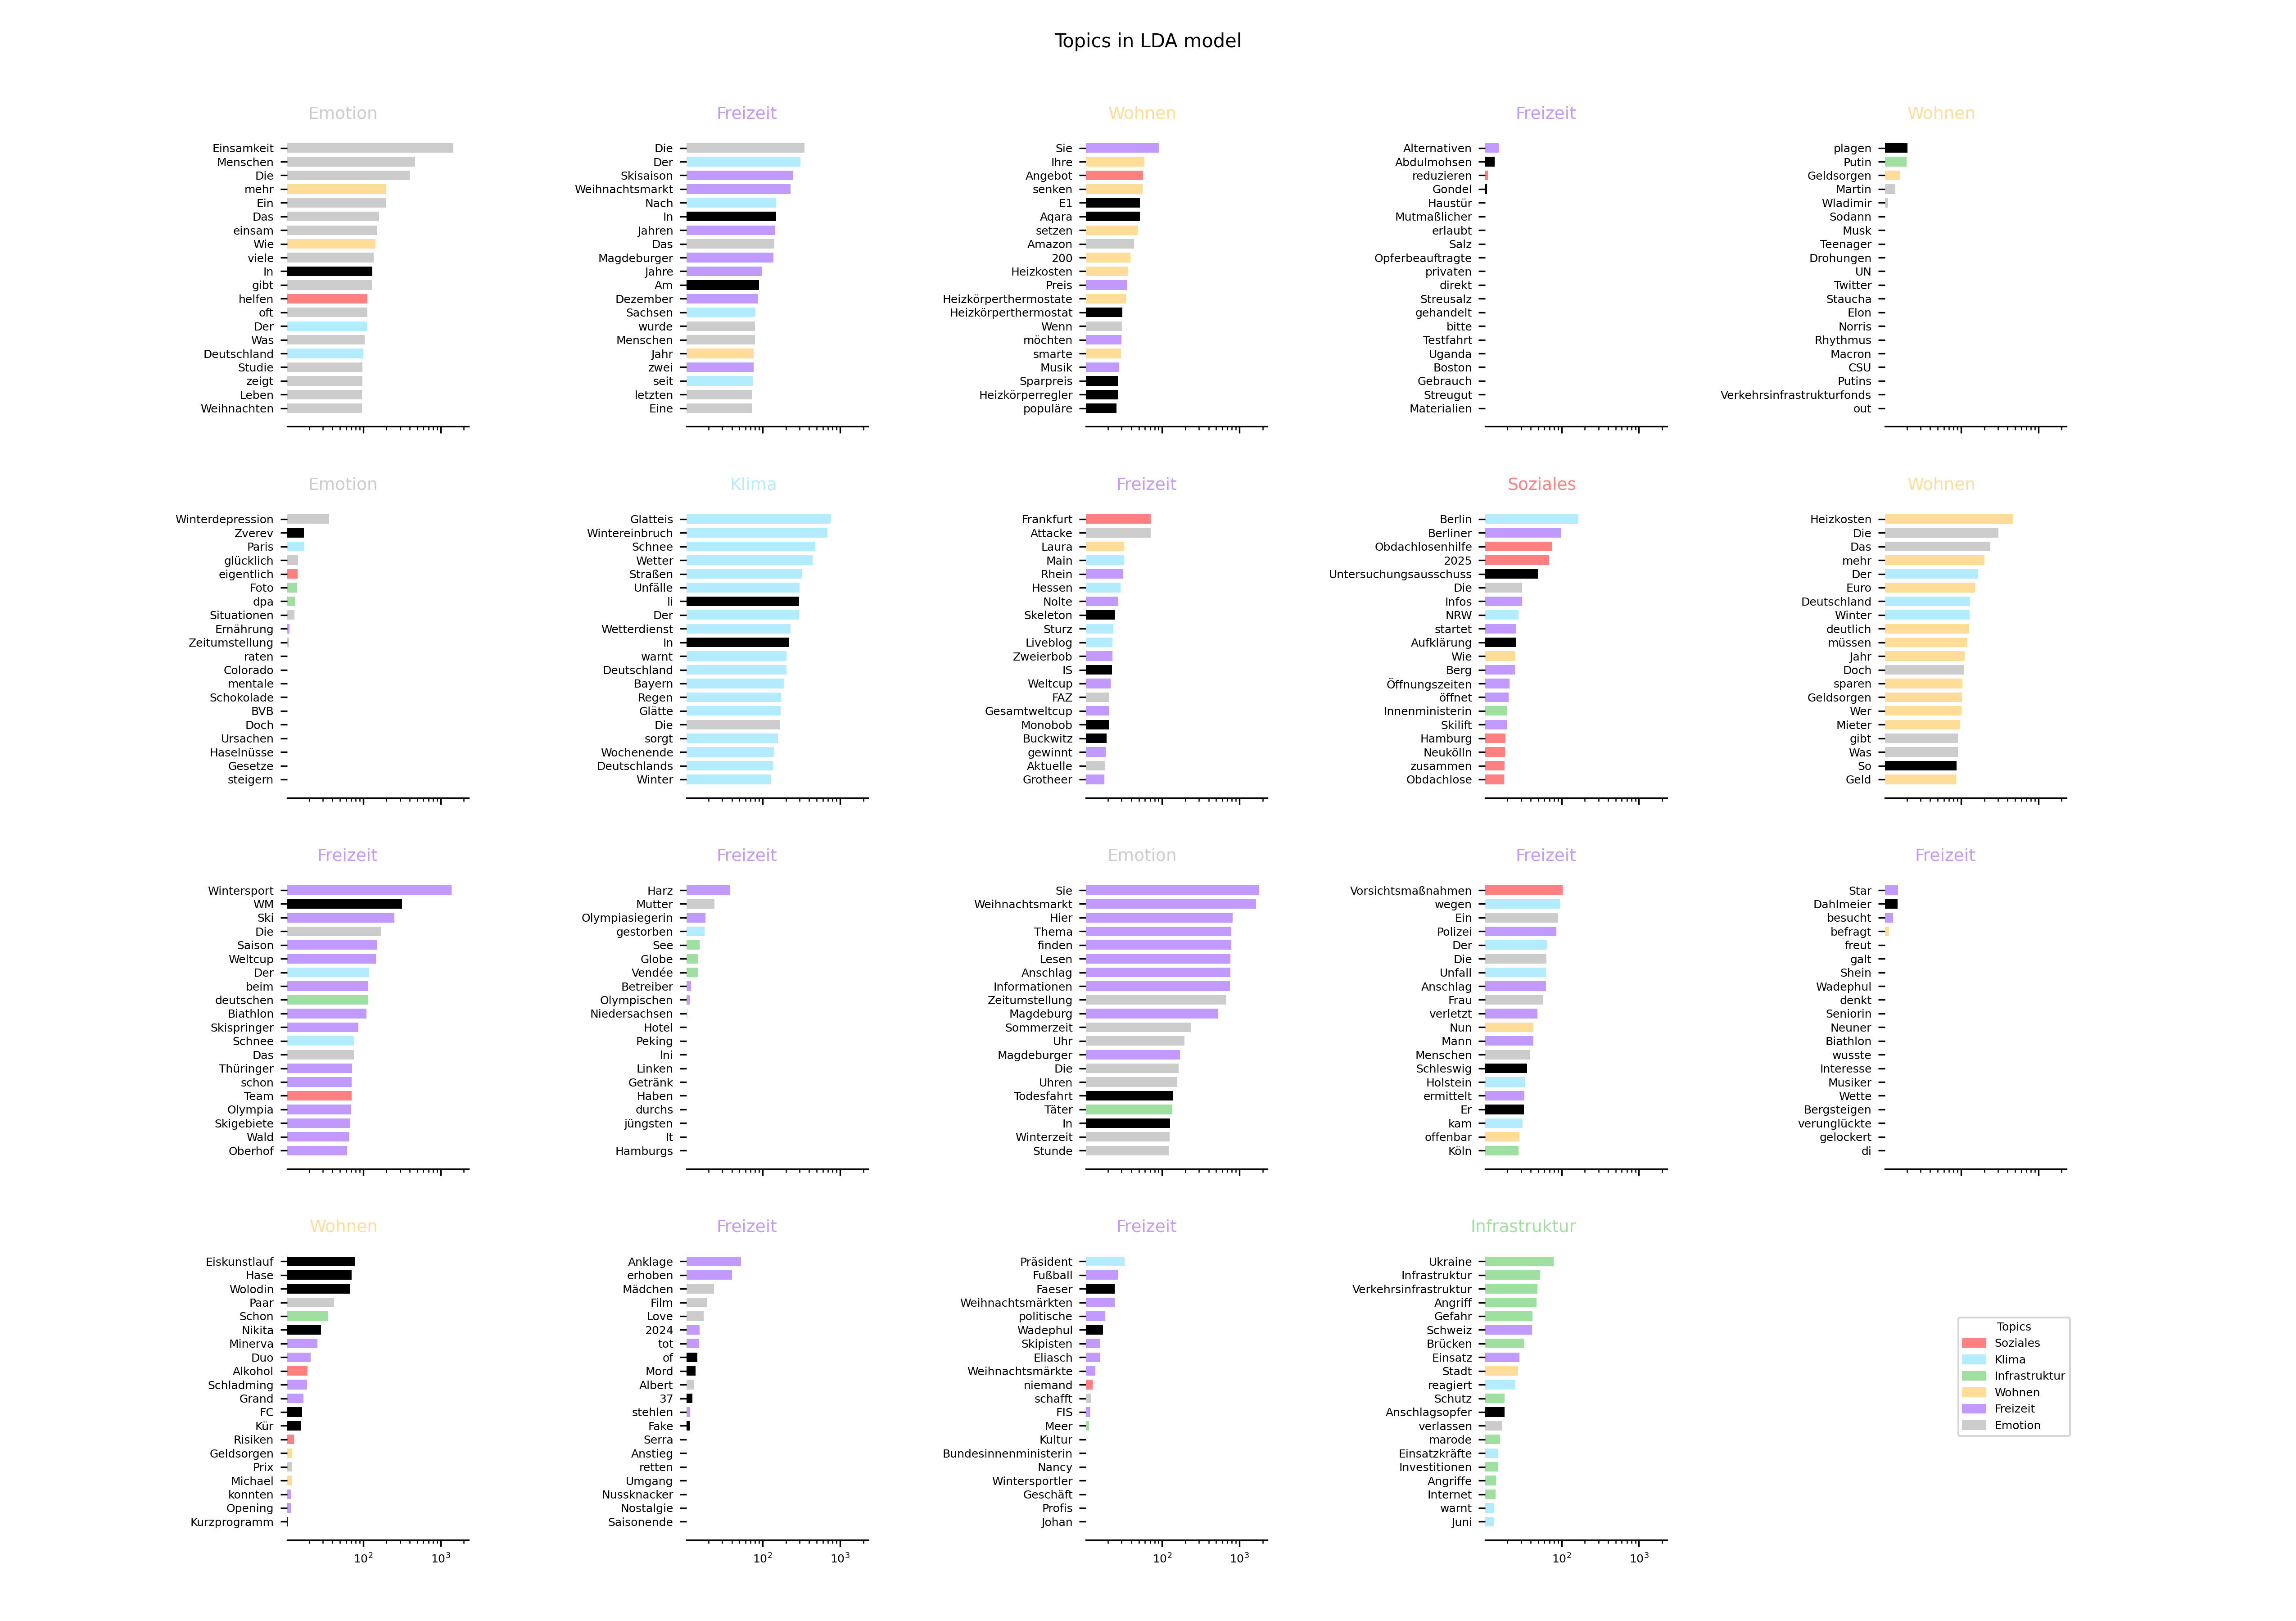 Topics in LDA model
Emotion
Einsamkeit
Menschen
Die
mehr
Ein
Das
einsam
Wie
viele
In
gibt
helfen
oft
Der
Was
Deutschland
Studie
zeigt
Leben
Weihnachten
Freizeit
Die
Der
Skisaison
Weihnachtsmarkt
Nach
In
Jahren
Das
Magdeburger
Jahre
Am
Dezember
Sachsen
wurde
Menschen
Jahr
zwei
seit
letzten
Eine
Wohnen
Sie
Ihre
Angebot
senken
E1
Aqara
setzen
Amazon
200
Heizkosten
Preis
Heizkörperthermostate
Heizkörperthermostat
Wenn
möchten
smarte
Musik
Sparpreis
Heizkörperregler
populäre
Freizeit
Alternativen
Abdulmohsen
reduzieren
Gondel
Haustür
Mutmaßlicher
erlaubt
Salz
Opferbeauftragte
privaten
direkt
Streusalz
gehandelt
bitte
Testfahrt
Uganda
Boston
Gebrauch
Streugut
Materialien
Wohnen
plagen
Putin
Geldsorgen
Martin
Wladimir
Sodann
Musk
Teenager
Drohungen
UN
Twitter
Staucha
Elon
Norris
Rhythmus
Macron
CSU
Putins
Verkehrsinfrastrukturfonds
out
Emotion
Winterdepression
Zverev
Paris
glücklich
eigentlich
Foto
dpa
Situationen
Ernährung
Zeitumstellung
raten
Colorado
mentale
Schokolade
BVB
Doch
Ursachen
Haselnüsse
Gesetze
steigern
Klima
Glatteis
Wintereinbruch
Schnee
Wetter
Straßen
Unfälle
li
Der
Wetterdienst
In
warnt
Deutschland
Bayern
Regen
Glätte
Die
sorgt
Wochenende
Deutschlands
Winter
Freizeit
Frankfurt
Attacke
Laura
Main
Rhein
Hessen
Nolte
Skeleton
Sturz
Liveblog
Zweierbob
IS
Weltcup
FAZ
Gesamtweltcup
Monobob
Buckwitz
gewinnt
Aktuelle
Grotheer
Soziales
Berlin
Berliner
Obdachlosenhilfe
2025
Untersuchungsausschuss
Die
Infos
NRW
startet
Aufklärung
Wie
Berg
Öffnungszeiten
öffnet
Innenministerin
Skilift
Hamburg
Neukölln
zusammen
Obdachlose
Wohnen
Heizkosten
Die
Das
mehr
Der
Euro
Deutschland
Winter
deutlich
müssen
Jahr
Doch
sparen
Geldsorgen
Wer
Mieter
gibt
Was
So
Geld
Freizeit
Wintersport
WM
Ski
Die
Saison
Weltcup
Der
beim
deutschen
Biathlon
Skispringer
Schnee
Das
Thüringer
schon
Team
Olympia
Skigebiete
Wald
Oberhof
Freizeit
Harz
Mutter
Olympiasiegerin
gestorben
See
Globe
Vendée
Betreiber
Olympischen
Niedersachsen
Hotel
Peking
Ini
Linken
Getränk
Haben
durchs
jüngsten
It
Hamburgs
Emotion
Sie
Weihnachtsmarkt
Hier
Thema
finden
Lesen
Anschlag
Informationen
Zeitumstellung
Magdeburg
Sommerzeit
Uhr
Magdeburger
Die
Uhren
Todesfahrt
Täter
In
Winterzeit
Stunde
Freizeit
Vorsichtsmaßnahmen
wegen
Ein
Polizei
Der
Die
Unfall
Anschlag
Frau
verletzt
Nun
Mann
Menschen
Schleswig
Holstein
ermittelt
Er
kam
offenbar
Köln
Freizeit
Star
Dahlmeier
besucht
befragt
freut
galt
Shein
Wadephul
denkt
Seniorin
Neuner
Biathlon
wusste
Interesse
Musiker
Wette
Bergsteigen
verunglückte
gelockert
di
Wohnen
Eiskunstlauf
Hase
Wolodin
Paar
Schon
Nikita
Minerva
Duo
Alkohol
Schladming
Grand
FC
Kür
Risiken
Geldsorgen
Prix
Michael
konnten
Opening
Kurzprogramm
10² 10³
Freizeit
Anklage
erhoben
Mädchen
Film
Love
2024
tot
of
Mord
Albert
37
stehlen
Fake
Serra
Anstieg
retten
Umgang
Nussknacker
Nostalgie
Saisonende
10² 10³
Freizeit
Präsident
Fußball
Faeser
Weihnachtsmärkten
politische
Wadephul
Skipisten
Eliasch
Weihnachtsmärkte
niemand
schafft
FIS
Meer
Kultur
Bundesinnenministerin
Nancy
Wintersportler
Geschäft
Profis
Johan
10² 10³
Infrastruktur
Ukraine
Infrastruktur
Verkehrsinfrastruktur
Angriff
Gefahr
Schweiz
Brücken
Einsatz
Stadt
reagiert
Schutz
Anschlagsopfer
verlassen
marode
Einsatzkräfte
Investitionen
Angriffe
Internet
warnt
Juni
10² 10³
Topics
Soziales
Klima
Infrastruktur
Wohnen
Freizeit
Emotion